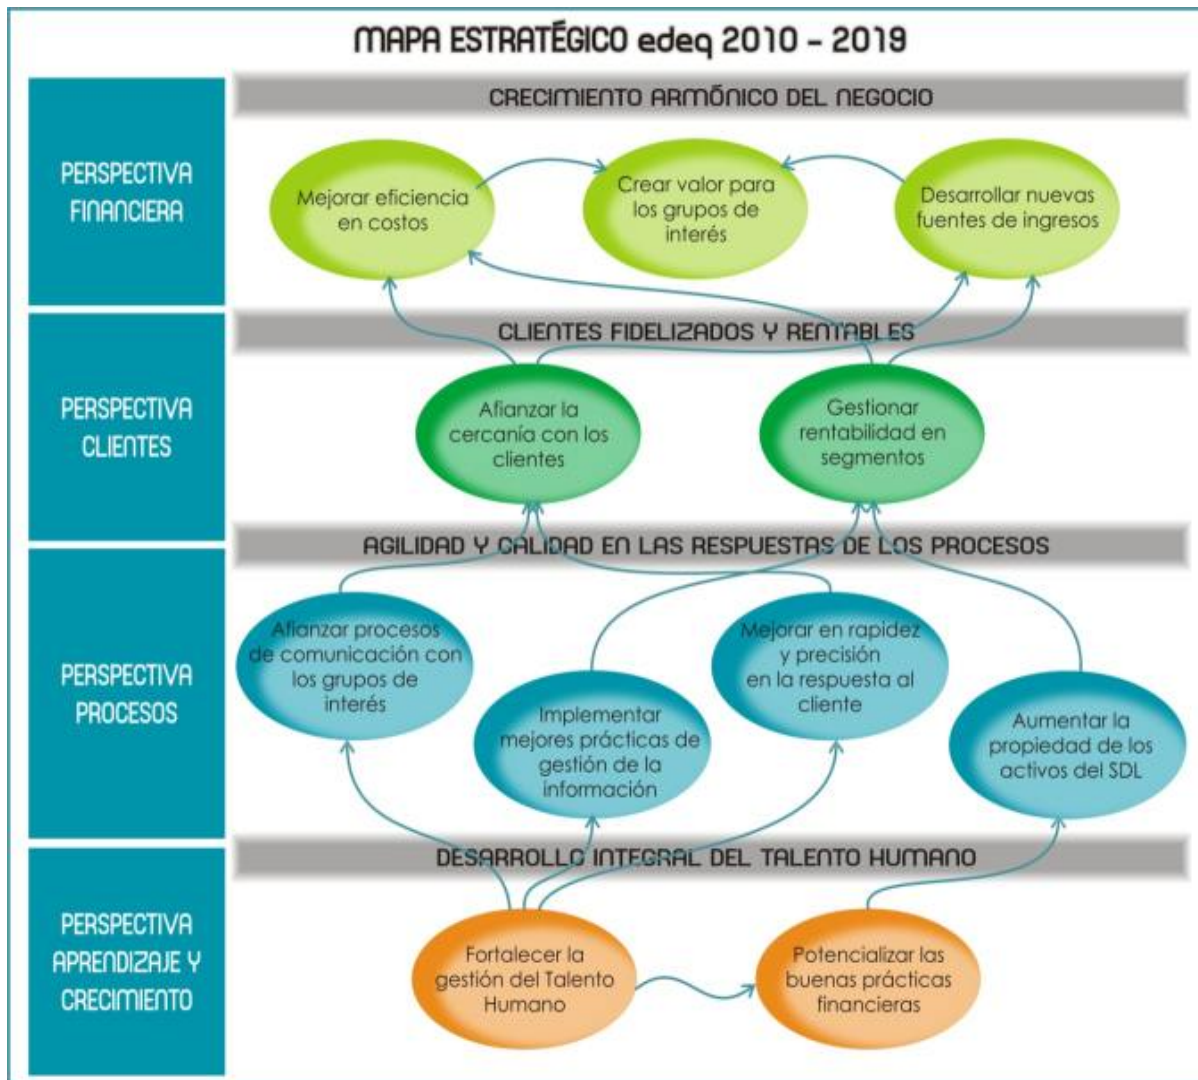 MAPA ESTRATÉGICO edeq 2010 - 2019
PERSPECTIVA
FINANCIERA
CRECIMIENTO ARMÓNICO DEL NEGOCIO
Mejorar eficiencia
en costos
Crear valor para
los grupos de
interés
Desarrollar nuevas
fuentes de ingresos
PERSPECTIVA
CLIENTES
CLIENTES FIDELIZADOS Y RENTABLES
Afianzar la
cercanía con los
clientes
Gestionar
rentabilidad en
segmentos
PERSPECTIVA
PROCESOS
AGILIDAD Y CALIDAD EN LAS RESPUESTAS DE LOS PROCESOS
Afianzar procesos
de comunicación con
los grupos de
interés
Implementar
mejores prácticas de
gestión de la
información
Mejorar en rapidez
y precisión
en la respuesta al
cliente
Aumentar la
propiedad de los
activos del SDL
PERSPECTIVA
APRENDIZAJE Y
CRECIMIENTO
DESARROLLO INTEGRAL DEL TALENTO HUMANO
Fortalecer la
gestión del Talento
Humano
Potencializar las
buenas prácticas
financieras